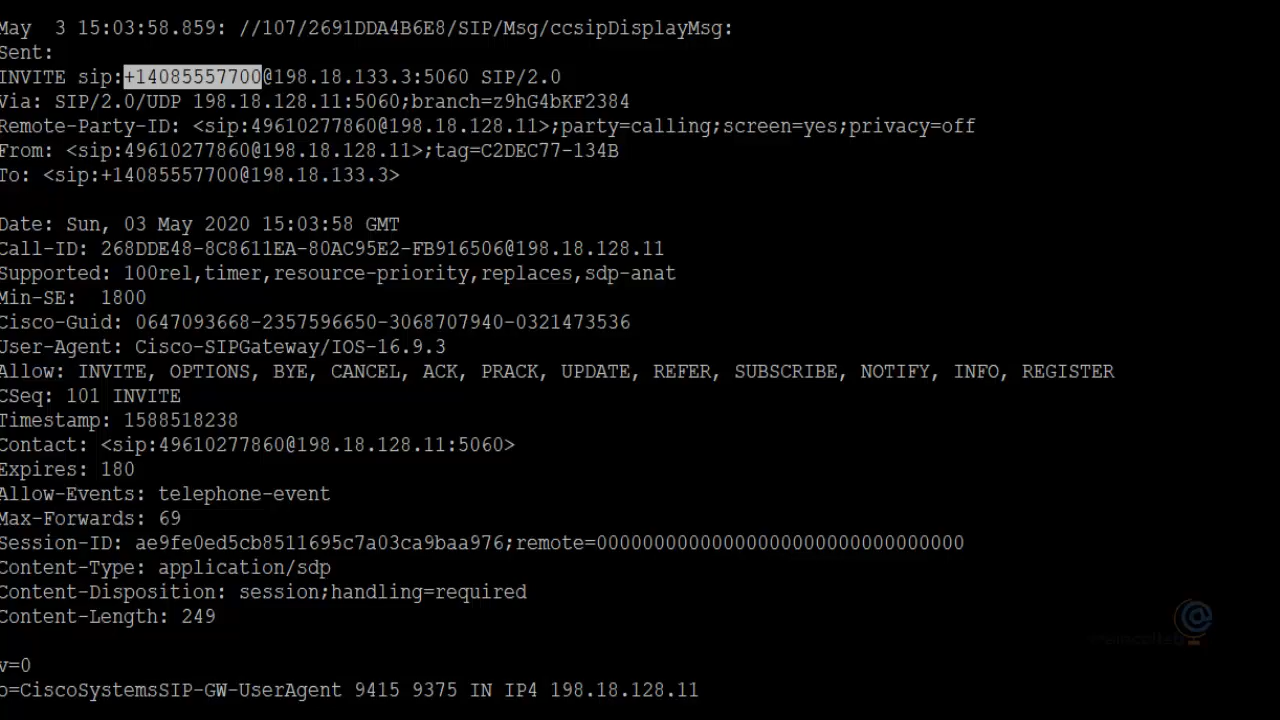 May  3 15:03:58.859: //107/2691DDA4B6E8/SIP/Msg/ccsipDisplayMsg:
Sent:
INVITE sip:+14085557700@198.18.133.3:5060 SIP/2.0
Via: SIP/2.0/UDP 198.18.128.11:5060;branch=z9hG4bKF2384
Remote-Party-ID: <sip:49610277860@198.18.128.11>;party=calling;screen=yes;privacy=off
From: <sip:49610277860@198.18.128.11>;tag=C2DEC77-134B
To: <sip:+14085557700@198.18.133.3>
Date: Sun, 03 May 2020 15:03:58 GMT
Call-ID: 268DDE48-8C8611EA-80AC95E2-FB916506@198.18.128.11
Supported: 100rel,timer,resource-priority,replaces,sdp-anat
Min-SE:  1800
Cisco-Guid: 0647093668-2357596650-3068707940-0321473536
User-Agent: Cisco-SIPGateway/IOS-16.9.3
Allow: INVITE, OPTIONS, BYE, CANCEL, ACK, PRACK, UPDATE, REFER, SUBSCRIBE, NOTIFY, INFO, REGISTER
CSeq: 101 INVITE
Timestamp: 1588518238
Contact: <sip:49610277860@198.18.128.11:5060>
Expires: 180
Allow-Events: telephone-event
Max-Forwards: 69
Session-ID: ae9fe0ed5cb8511695c7a03ca9baa976;remote=00000000000000000000000000000000
Content-Type: application/sdp
Content-Disposition: session;handling=required
Content-Length: 249
v=0
o=CiscoSystemsSIP-GW-UserAgent 9415 9375 IN IP4 198.18.128.11